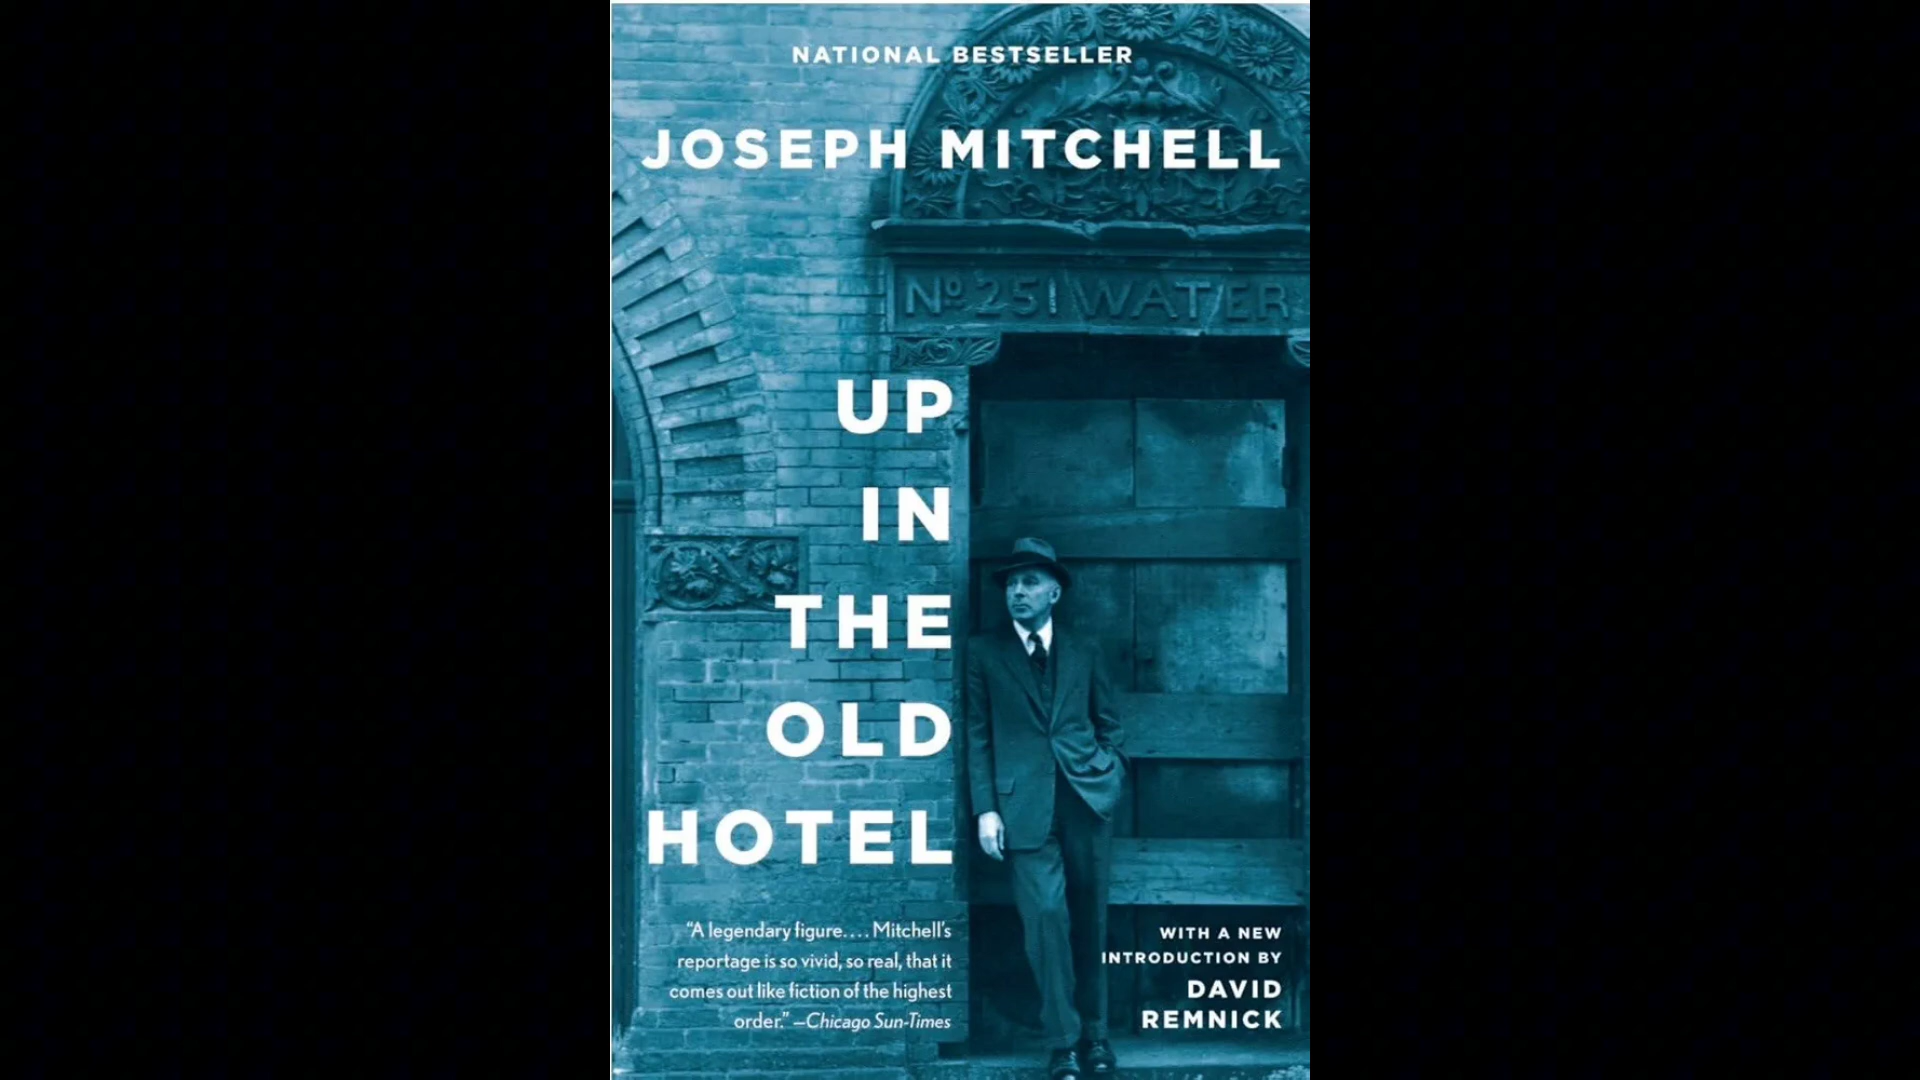 NATIONAL BESTSELLER
JOSEPH MITCHELL
Nº 251 WATER
UP
IN
THE
OLD
HOTEL
“A legendary figure.... Mitchell’s
reportage is so vivid, so real, that it
comes out like fiction of the highest
order.” —Chicago Sun-Times
WITH A NEW
INTRODUCTION BY
DAVID
REMNICK